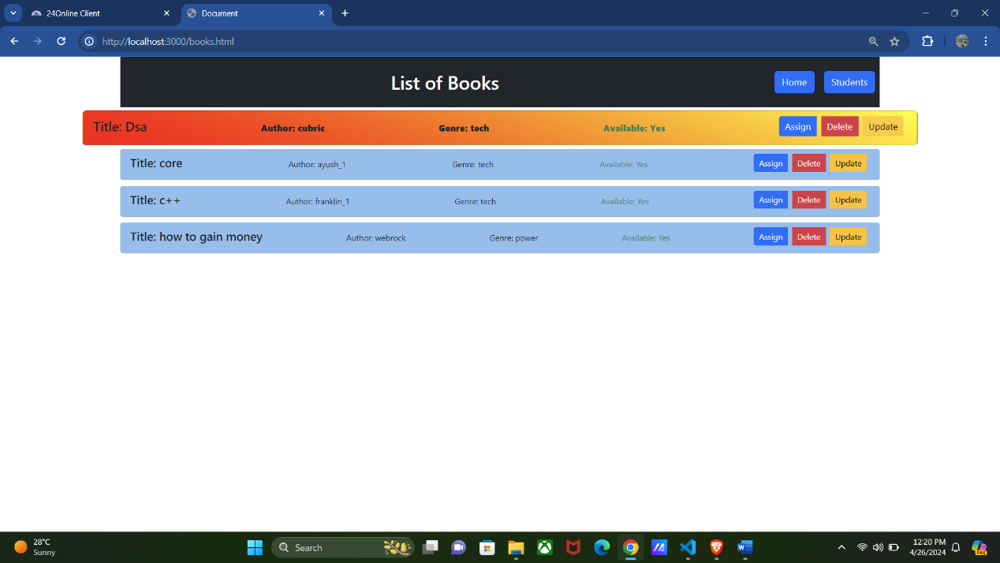 24Online Client
Document
http://localhost:3000/books.html
List of Books
Home
Students
Title: Dsa
Author: cubric
Genre: tech
Available: Yes
Assign
Delete
Update
Title: core
Author: ayush_1
Genre: tech
Available: Yes
Assign
Delete
Update
Title: c++
Author: franklin_1
Genre: tech
Available: Yes
Assign
Delete
Update
Title: how to gain money
Author: webrock
Genre: power
Available: Yes
Assign
Delete
Update
28°C
Sunny
Search
12:20 PM
4/26/2024
PRE